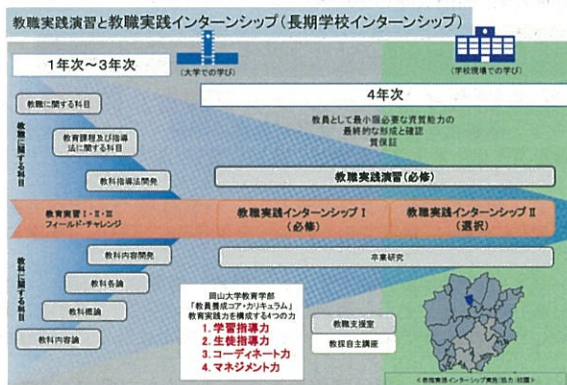 教職実践演習と教職実践インターンシップ(長期学校インターンシップ)
1年次～3年次
(大学での学び)
(学校現場での学び)
4年次
教職に関する科目
教職に関する科目
教育課程及び指導
法に関する科目
教科指導法開発
教員として最小限必要な資質能力の
最終的な形成と確認
質保証
教職実践演習(必修)
教育実習Ⅰ・Ⅱ・Ⅲ
フィールド・チャレンジ
教職実践インターンシップⅠ
(必修)
教職実践インターンシップⅡ
(選択)
教科に関する科目
教科内容開発
教科各論
教科概論
教科内容論
卒業研究
岡山大学教育学部
「教員養成コア・カリキュラム」
教育実践力を構成する4つの力
1. 学習指導力
2. 生徒指導力
3. コーディネート力
4. マネジメント力
教職支援室
教採自主講座